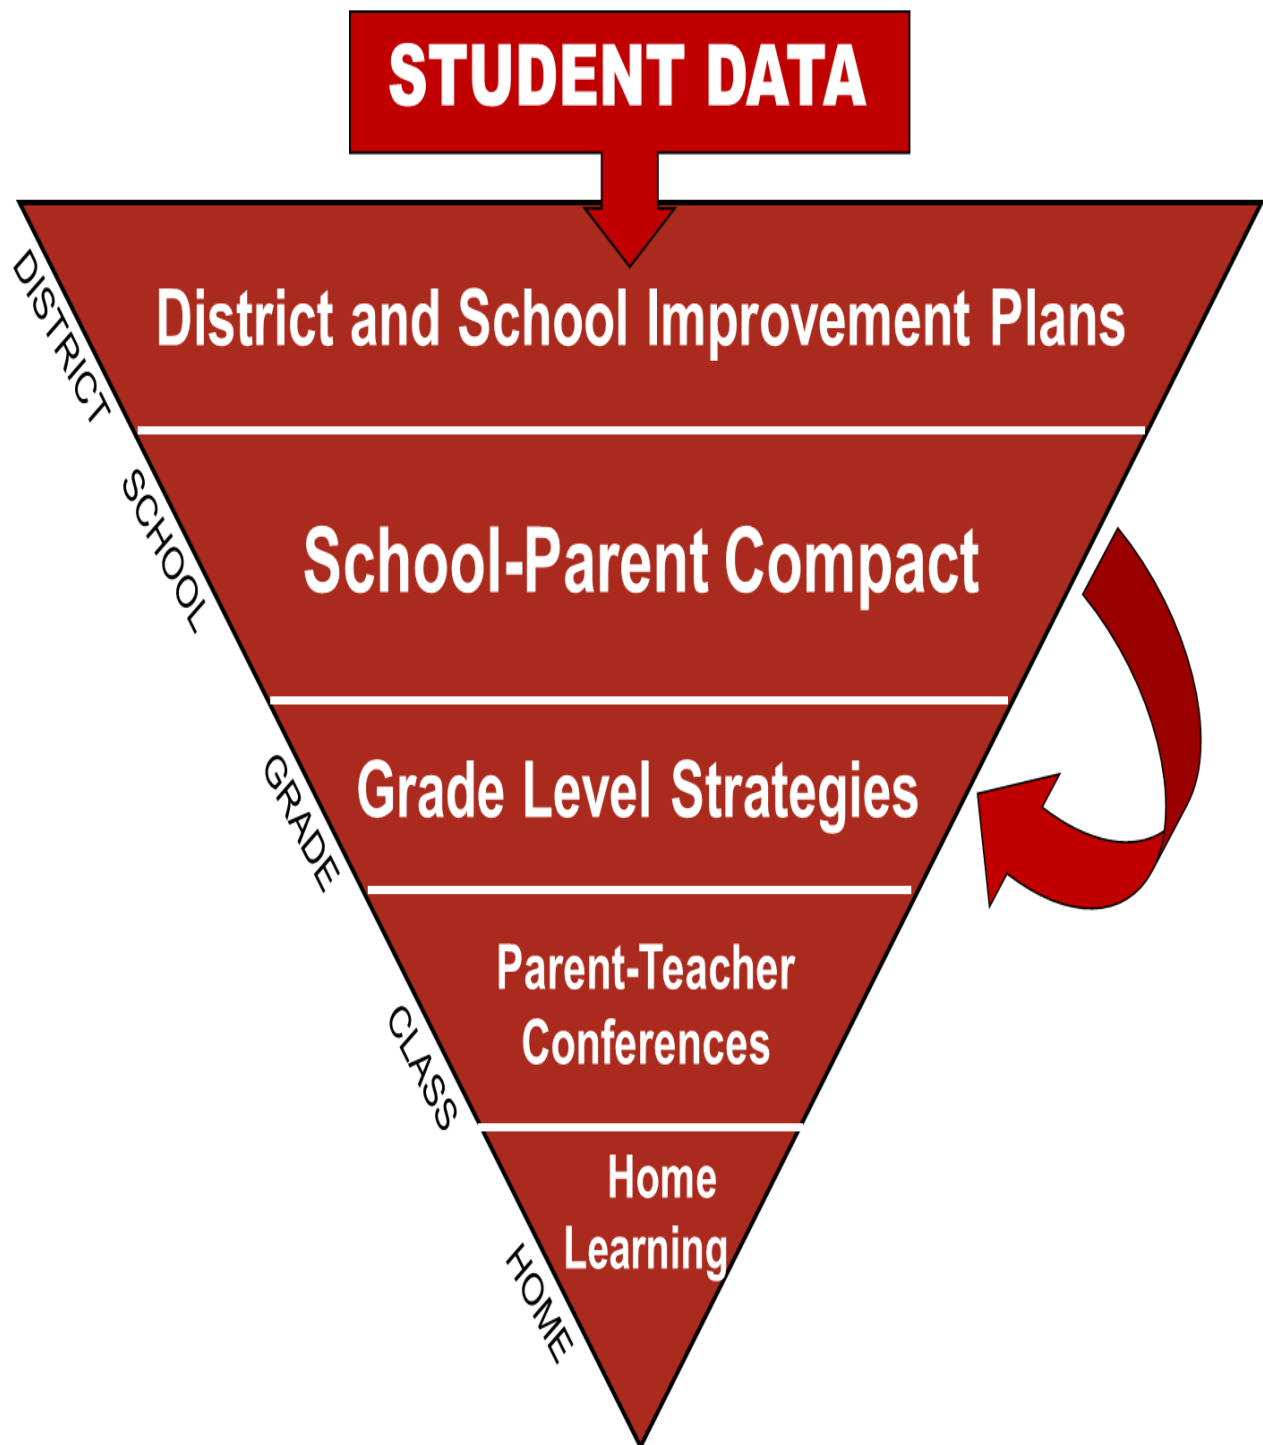 STUDENT DATA
District and School Improvement Plans
DISTRICT
School-Parent Compact
SCHOOL
Grade Level Strategies
GRADE
Parent-Teacher
Conferences
CLASS
Home
Learning
HOME